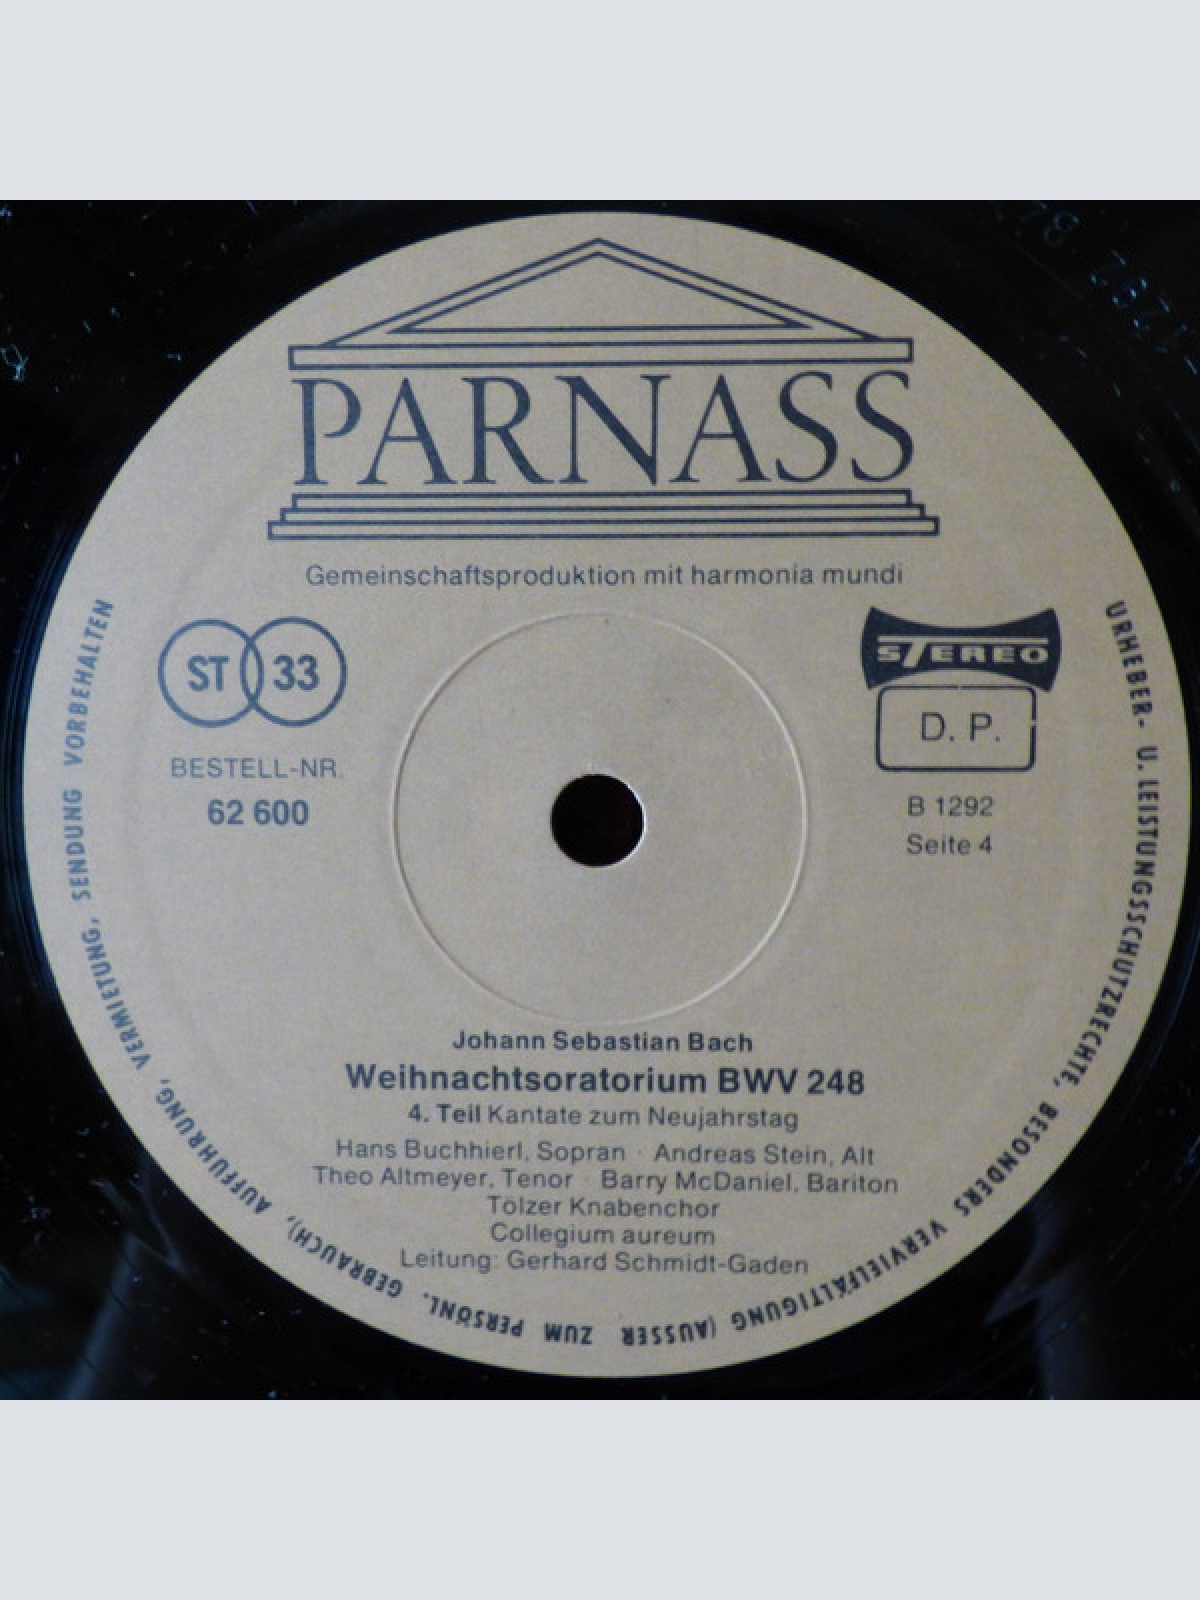 PARNASS
Gemeinschaftsproduktion mit harmonia mundi
ST 33
BESTELL-NR.
62 600
STEREO
D. P.
B 1292
Seite 4
Johann Sebastian Bach
Weihnachtsoratorium BWV 248
4. Teil Kantate zum Neujahrstag
Hans Buchhierl, Sopran · Andreas Stein, Alt
Theo Altmeyer, Tenor · Barry McDaniel, Bariton
Tölzer Knabenchor
Collegium aureum
Leitung: Gerhard Schmidt-Gaden
URHEBER- U. LEISTUNGSSCHUTZRECHTE, BESONDERS VERVIELFÄLTIGUNG (AUSSER ZUM PERSÖNL. GEBRAUCH), AUFFÜHRUNG, VERMIETUNG, SENDUNG VORBEHALTEN